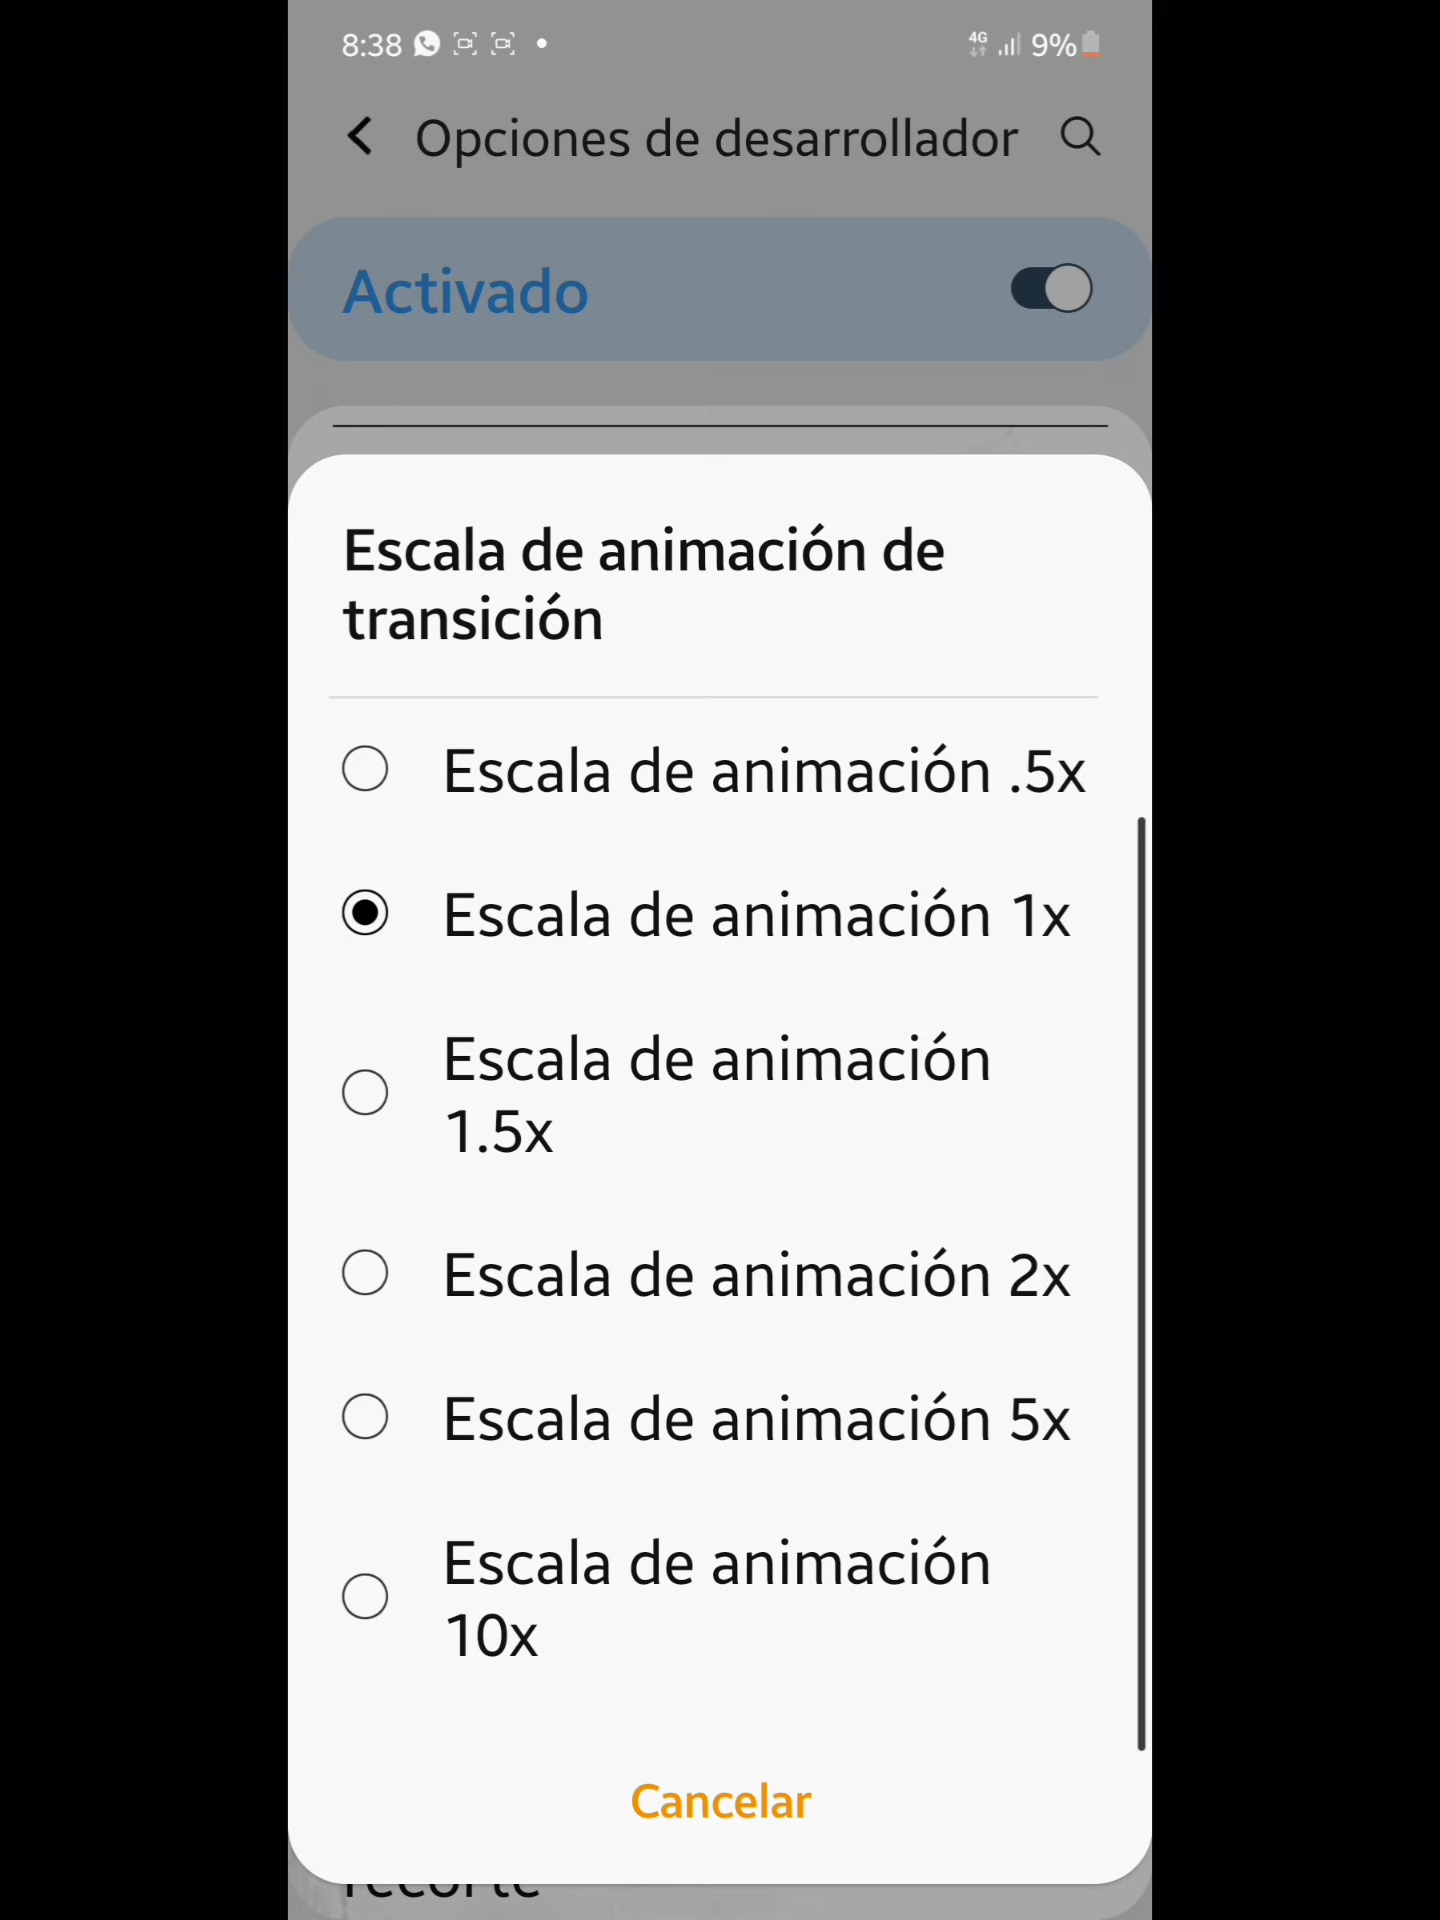 8:38
4G
9%
Opciones de desarrollador
Activado
Escala de animación de
transición
Escala de animación .5x
Escala de animación 1x
Escala de animación
1.5x
Escala de animación 2x
Escala de animación 5x
Escala de animación
10x
Cancelar
recorte